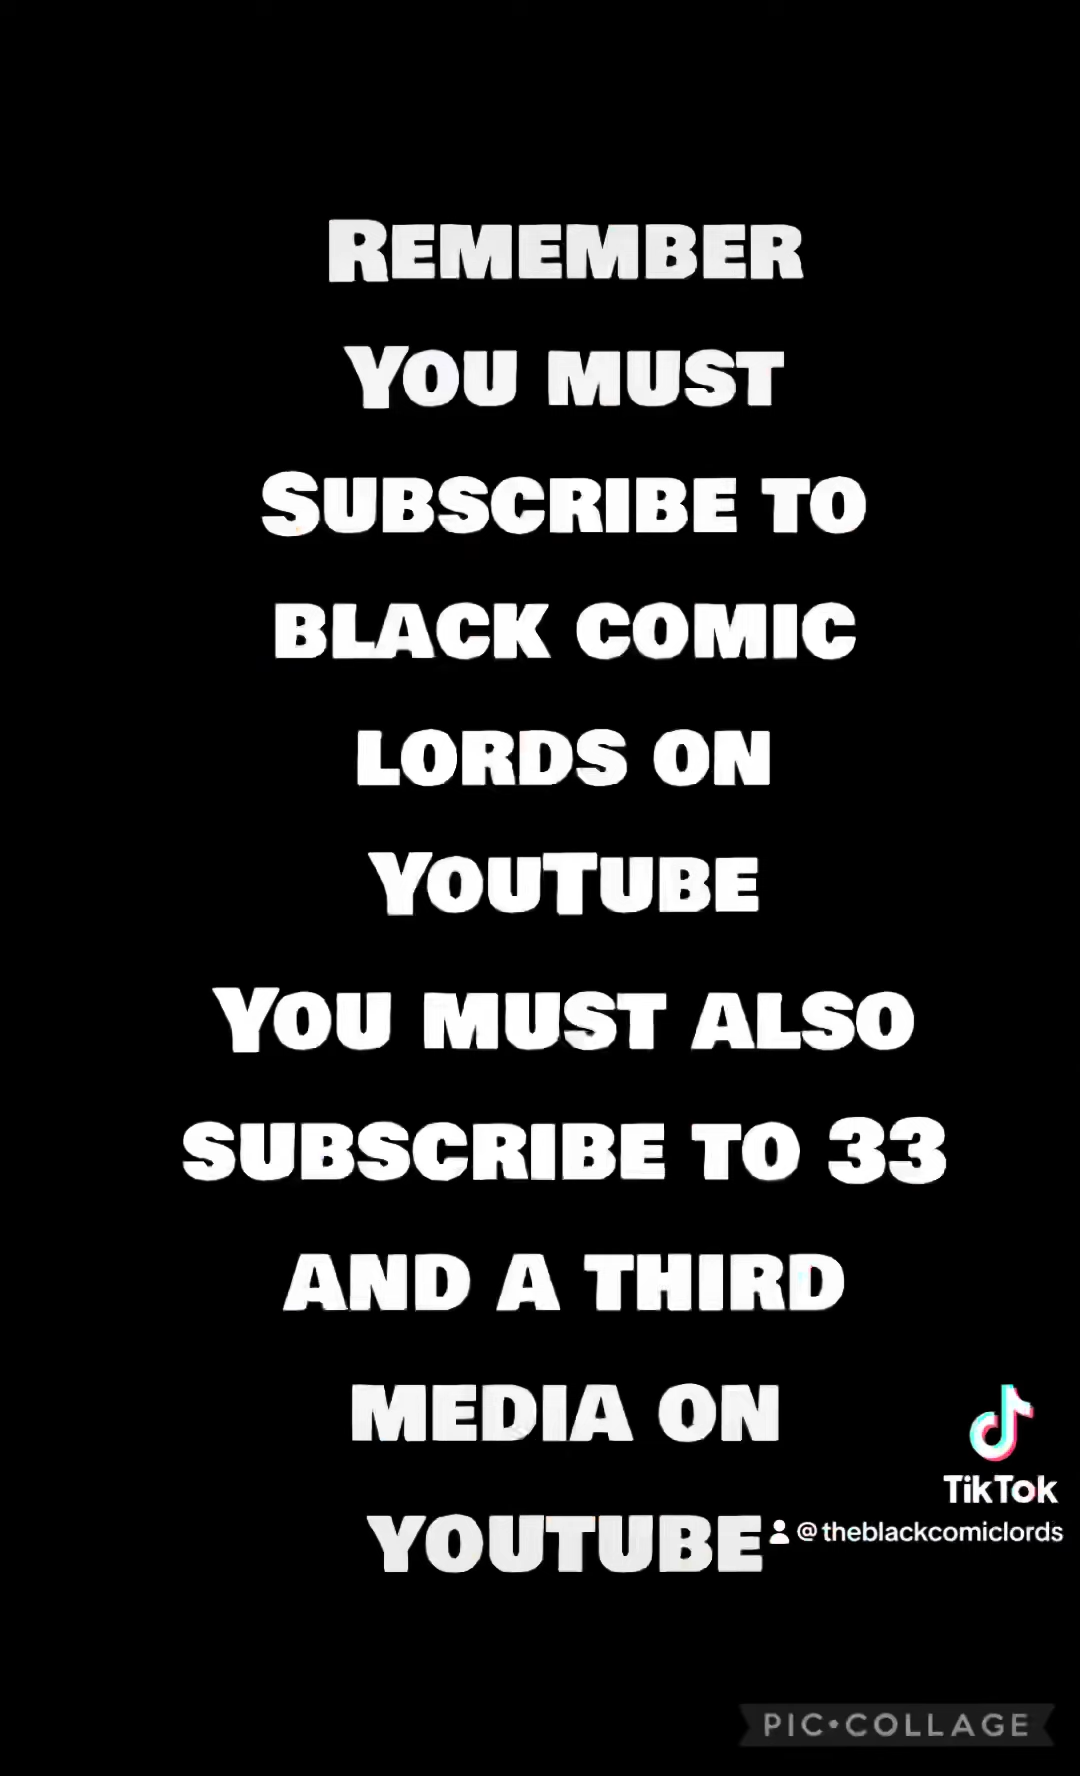 Remember
You must
Subscribe to
black comic
lords on
YouTube
You must also
subscribe to 33
and a third
media on
youtube
TikTok
@theblackcomiclords
PIC•COLLAGE